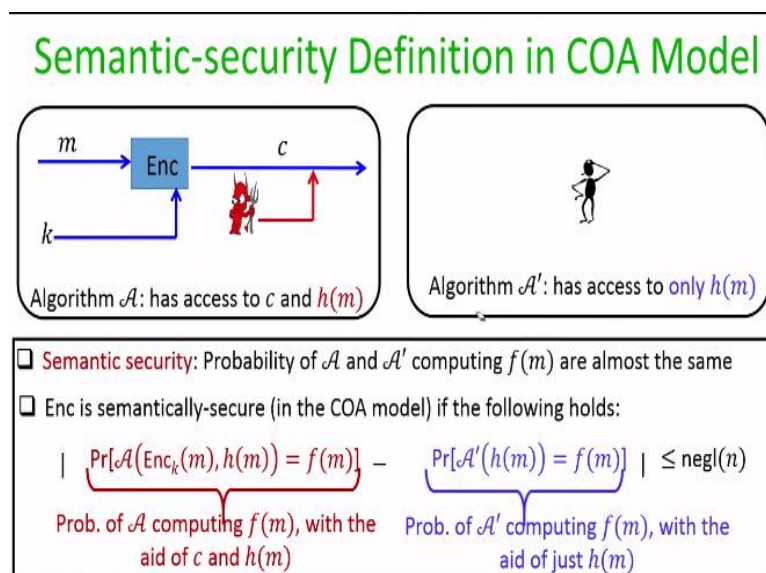 Semantic-security Definition in COA Model
m
Enc
c
k
Algorithm 𝒜: has access to c and h(m)
Algorithm 𝒜′: has access to only h(m)
❑ Semantic security: Probability of 𝒜 and 𝒜′ computing f(m) are almost the same
❑ Enc is semantically-secure (in the COA model) if the following holds:
| Pr[𝒜(Encₖ(m), h(m)) = f(m)] − Pr[𝒜′(h(m)) = f(m)] | ≤ negl(n)
Prob. of 𝒜 computing f(m), with the
aid of c and h(m)
Prob. of 𝒜′ computing f(m), with the
aid of just h(m)